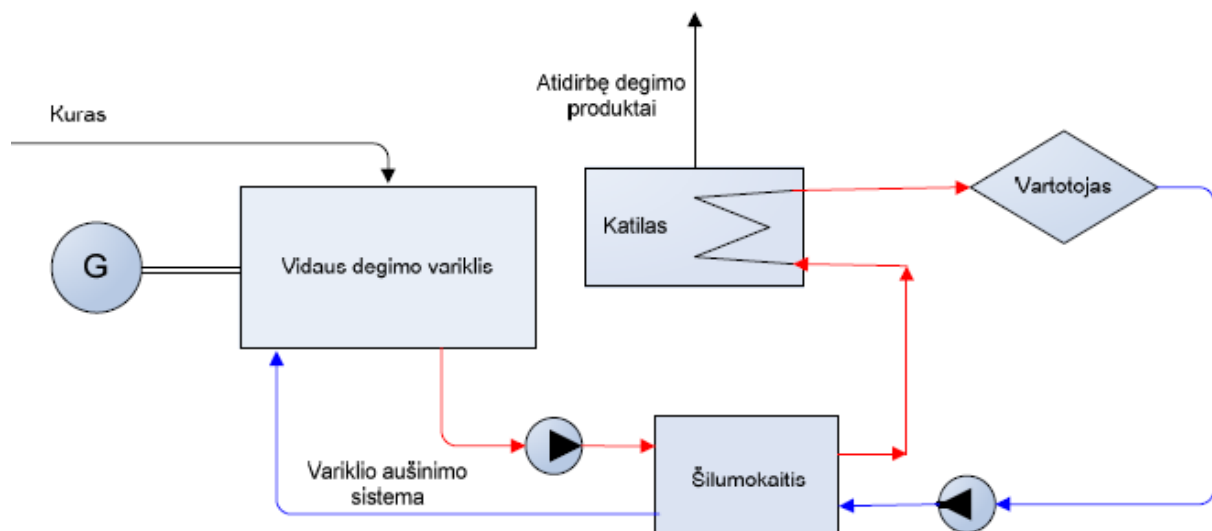 Atidirbę degimo
produktai
Kuras
Vartotojas
Katilas
G
Vidaus degimo variklis
Variklio aušinimo
sistema
Šilumokaitis